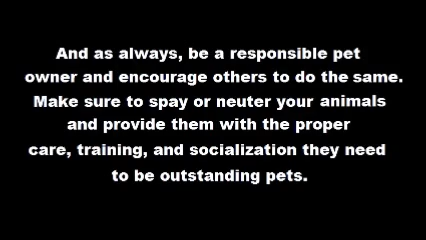 And as always, be a responsible pet
owner and encourage others to do the same.
Make sure to spay or neuter your animals
and provide them with the proper
care, training, and socialization they need
to be outstanding pets.